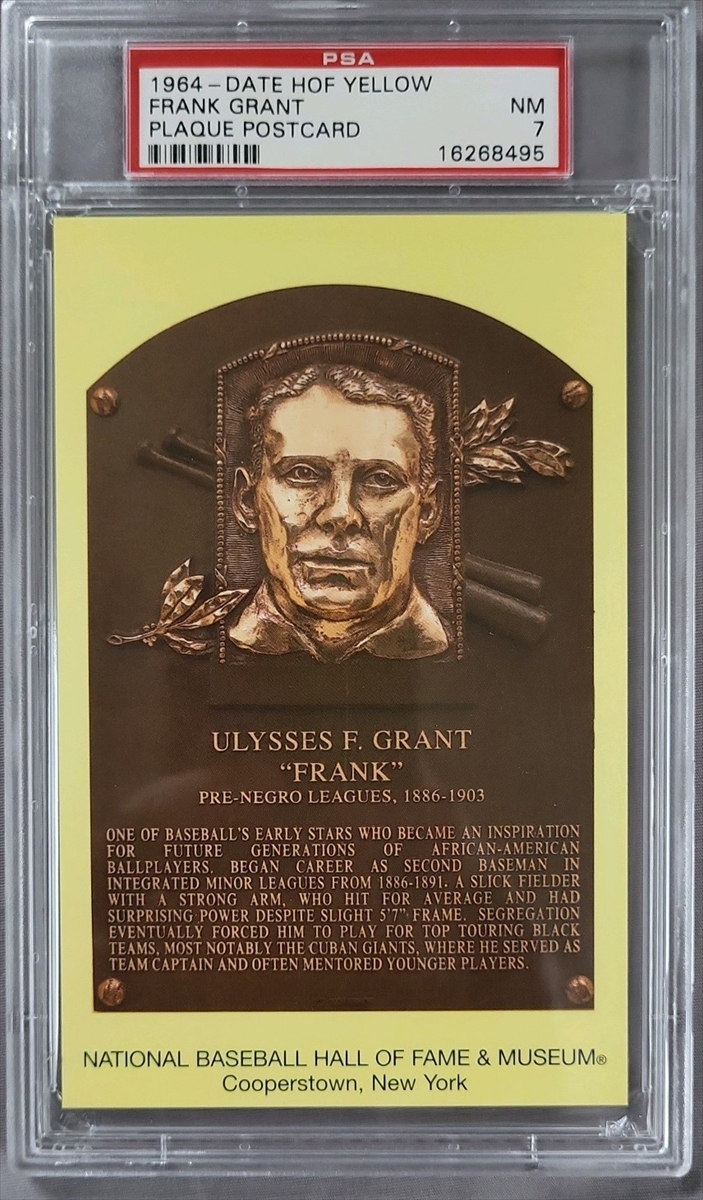 PSA
1964-DATE HOF YELLOW
FRANK GRANT NM
PLAQUE POSTCARD 7
16268495
ULYSSES F. GRANT
"FRANK"
PRE-NEGRO LEAGUES, 1886-1903
ONE OF BASEBALL'S EARLY STARS WHO BECAME AN INSPIRATION
FOR FUTURE GENERATIONS OF AFRICAN-AMERICAN
BALLPLAYERS. BEGAN CAREER AS SECOND BASEMAN IN
INTEGRATED MINOR LEAGUES FROM 1886-1891. A SLICK FIELDER
WITH A STRONG ARM, WHO HIT FOR AVERAGE AND HAD
SURPRISING POWER DESPITE SLIGHT 5'7" FRAME. SEGREGATION
EVENTUALLY FORCED HIM TO PLAY FOR TOP TOURING BLACK
TEAMS, MOST NOTABLY THE CUBAN GIANTS, WHERE HE SERVED AS
TEAM CAPTAIN AND OFTEN MENTORED YOUNGER PLAYERS.
NATIONAL BASEBALL HALL OF FAME & MUSEUM®
Cooperstown, New York